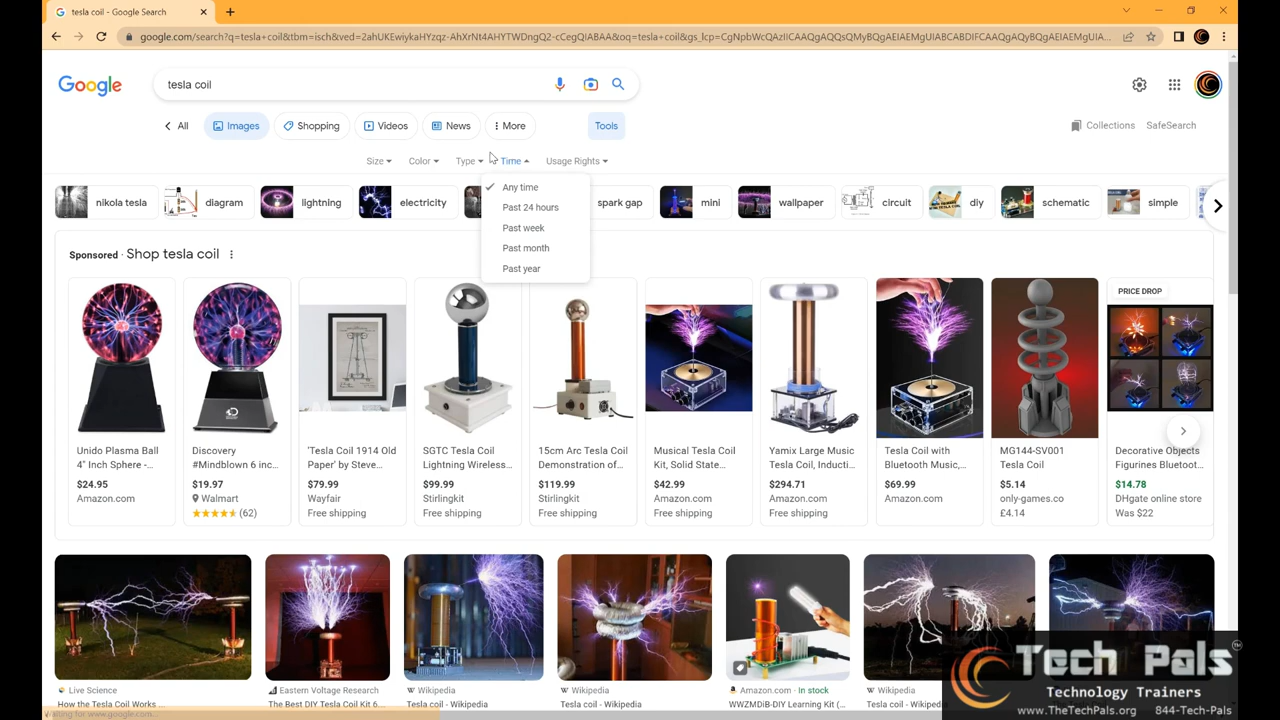 tesla coil - Google Search
google.com/search?q=tesla+coil&tbm=isch&ved=2ahUKEwiykaHYzqz-AhXrRt4AHYTWDngQ2-cCegQIABAA&oq=tesla+coil&gs_lcp=CgNpbWcQAzIICAAQgAQQsQMyBQgAEIAEMgUIABCABDIFCAAQgAQyBQgAEIAEMgUIABCABDIFCAAQgAQyBQgAEIAEMgUIA...
Google
tesla coil
All Images Shopping Videos News More Tools Collections SafeSearch
Size Color Type Time Usage Rights
Any time
Past 24 hours
Past week
Past month
Past year
nikola tesla diagram lightning electricity spark gap mini wallpaper circuit diy schematic simple
Sponsored · Shop tesla coil
PRICE DROP
Unido Plasma Ball
4" Inch Sphere -...
$24.95
Amazon.com
Discovery
#Mindblown 6 inc...
$19.97
Walmart
(62)
'Tesla Coil 1914 Old
Paper' by Steve...
$79.99
Wayfair
Free shipping
SGTC Tesla Coil
Lightning Wireless...
$99.99
Stirlingkit
Free shipping
15cm Arc Tesla Coil
Demonstration of...
$119.99
Stirlingkit
Free shipping
Musical Tesla Coil
Kit, Solid State...
$42.99
Amazon.com
Free shipping
Yamix Large Music
Tesla Coil, Inducti...
$294.71
Amazon.com
Free shipping
Tesla Coil with
Bluetooth Music,...
$69.99
Amazon.com
MG144-SV001
Tesla Coil
$5.14
only-games.co
£4.14
Decorative Objects
Figurines Bluetoot...
$14.78
DHgate online store
Was $22
Live Science
How the Tesla Coil Works ...
Eastern Voltage Research
The Best DIY Tesla Coil Kit 6...
Wikipedia
Tesla coil - Wikipedia
Wikipedia
Tesla coil - Wikipedia
Amazon.com · In stock
WWZMDiB-DIY Learning Kit (...
Wikipedia
Tesla coil - Wikipedia
Tech Pals TM
Technology Trainers
www.TheTechPals.org 844-Tech-Pals